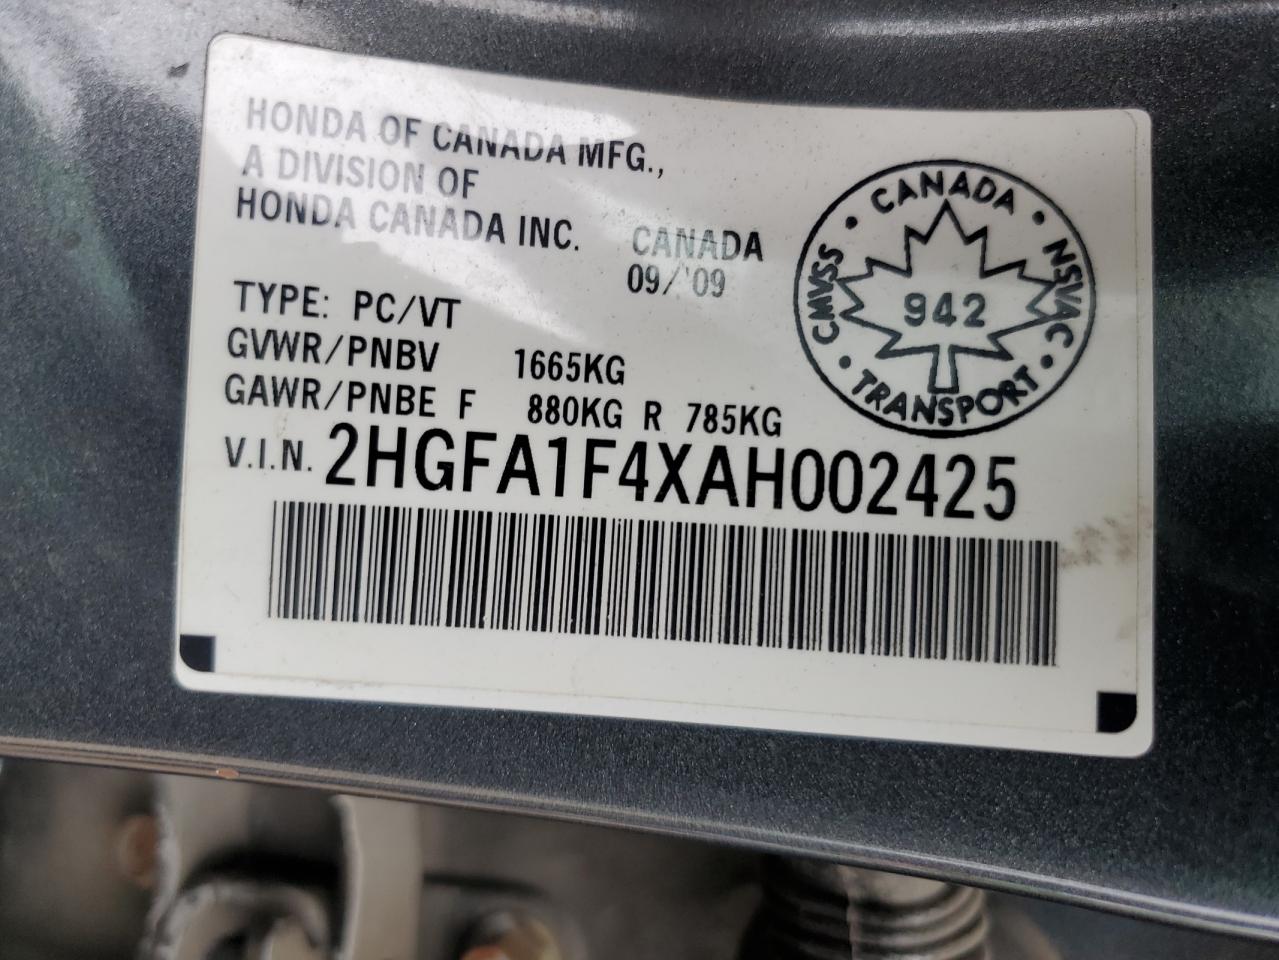 HONDA OF CANADA MFG.,
A DIVISION OF
HONDA CANADA INC.
CANADA
09/'09
TYPE: PC/VT
GVWR/PNBV 1665KG
GAWR/PNBE F 880KG R 785KG
V.I.N. 2HGFA1F4XAH002425
CANADA
CMVSS
NSVAC
942
TRANSPORT